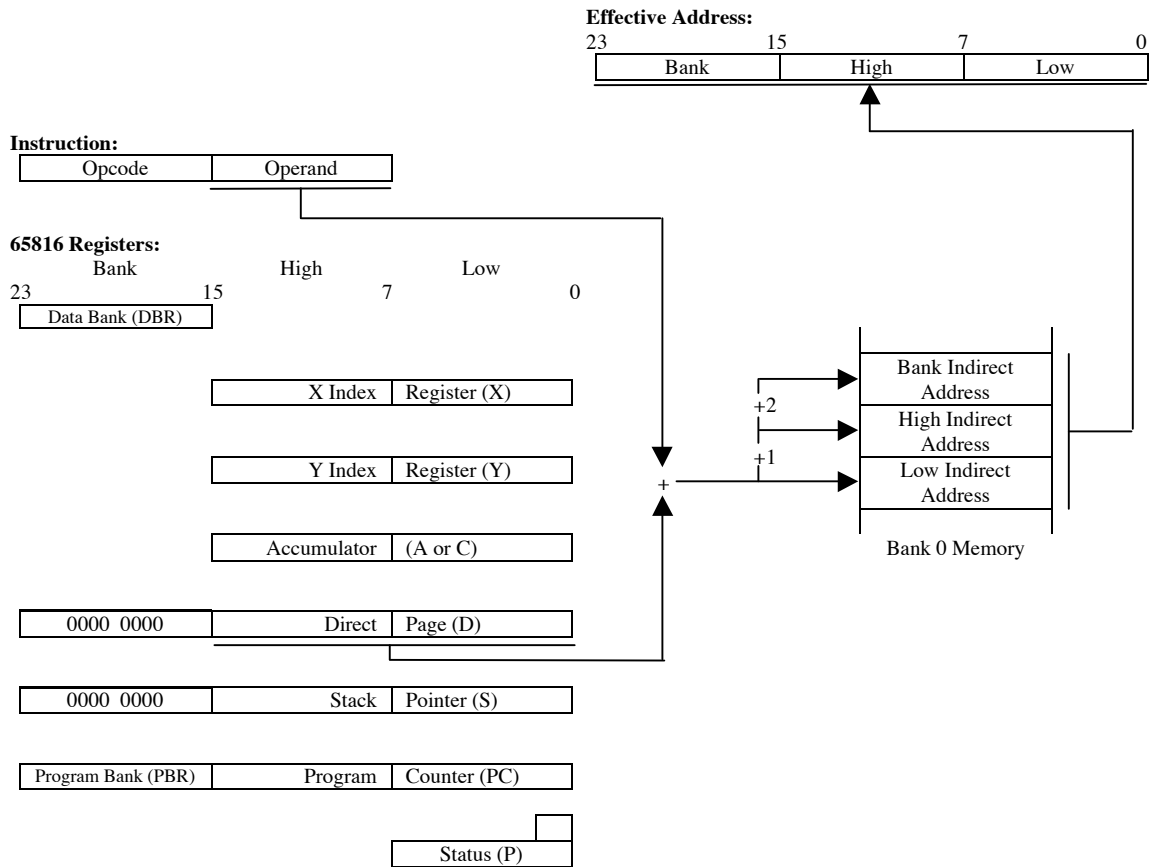 Effective Address:
23 15 7 0
Bank High Low
Instruction:
Opcode Operand
65816 Registers:
Bank High Low
23 15 7 0
Data Bank (DBR)
Bank Indirect
Address
X Index Register (X)
+2
High Indirect
Address
+1
Y Index Register (Y)
Low Indirect
Address
+
Accumulator (A or C)
Bank 0 Memory
0000 0000 Direct Page (D)
0000 0000 Stack Pointer (S)
Program Bank (PBR) Program Counter (PC)
Status (P)